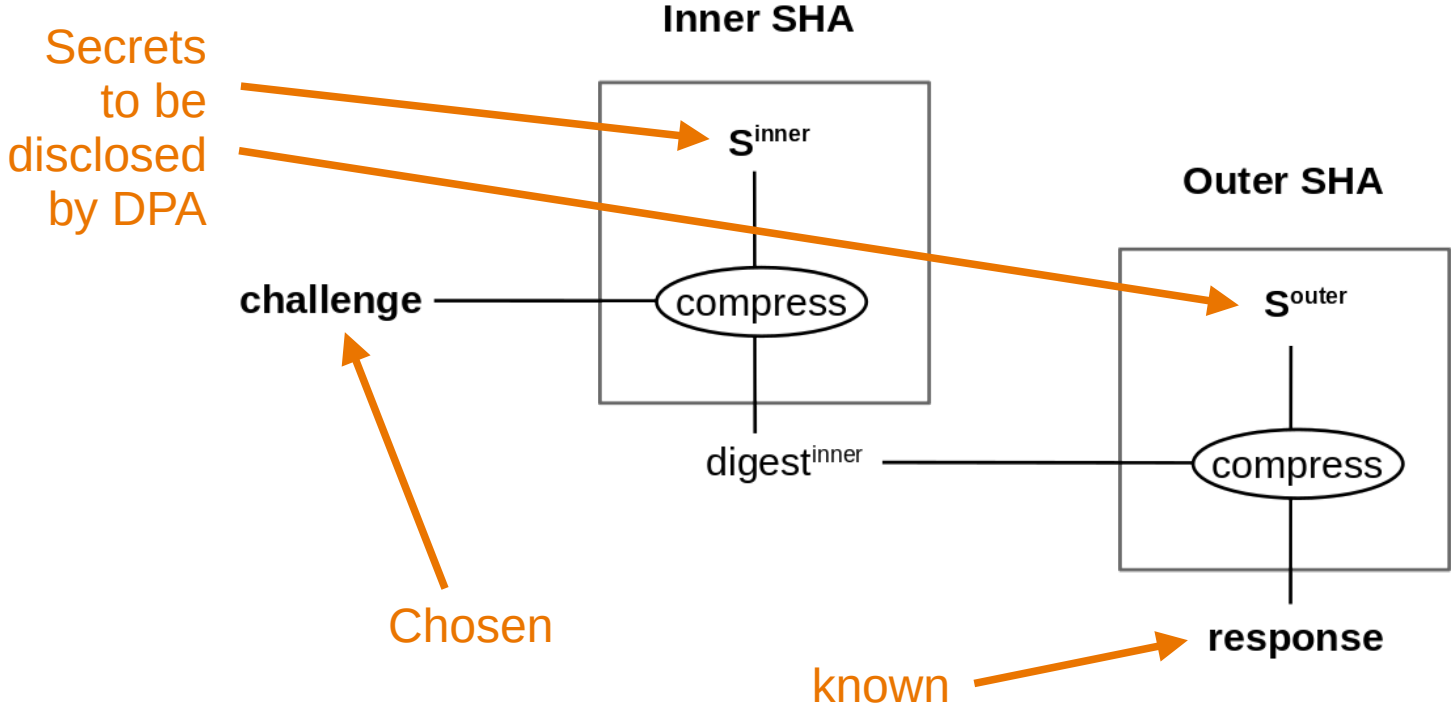 Inner SHA
Secrets
to be
disclosed
by DPA
S^inner
Outer SHA
challenge
compress
S^outer
digest^inner
compress
Chosen
response
known